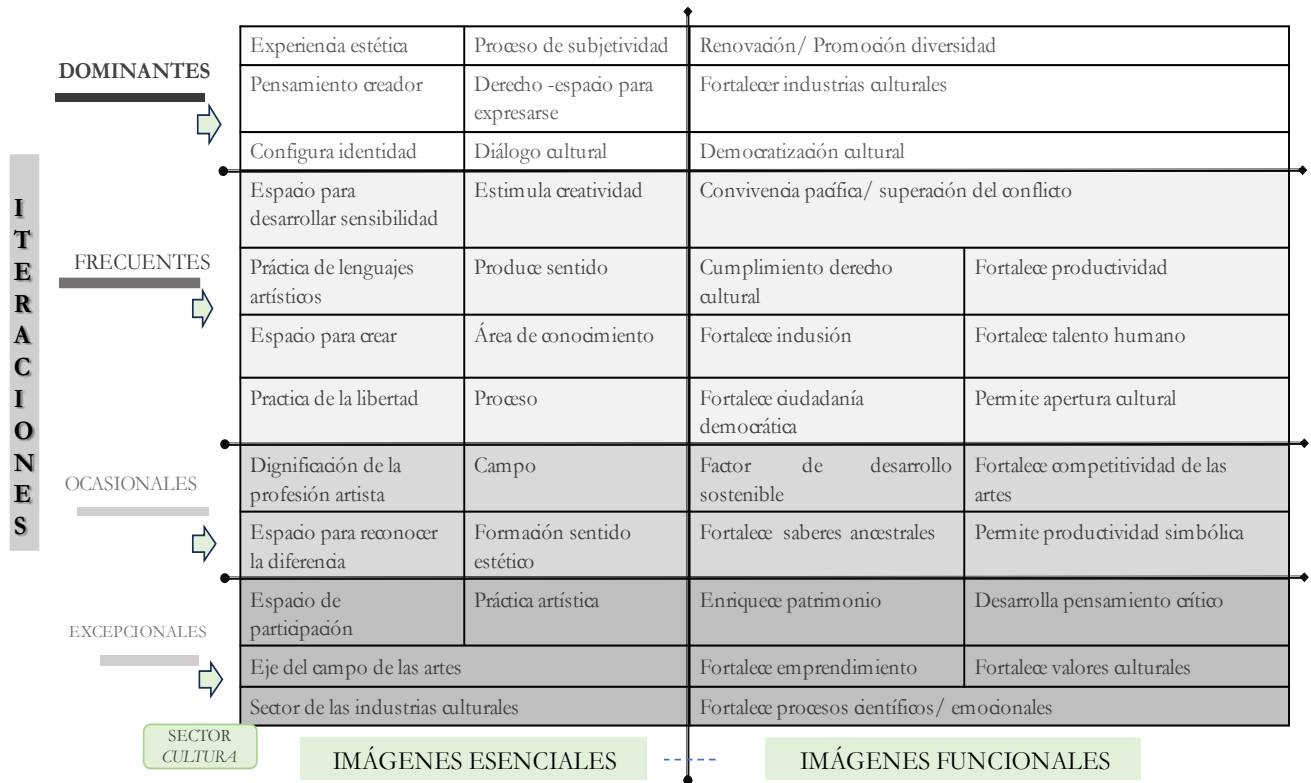 ITERACIONES
DOMINANTES
Experiencia estética
Proceso de subjetividad
Renovación/ Promoción diversidad
Pensamiento creador
Derecho -espacio para
expresarse
Fortalecer industrias culturales
Configura identidad
Diálogo cultural
Democratización cultural
FRECUENTES
Espacio para
desarrollar sensibilidad
Estimula creatividad
Convivencia pacífica/ superación del conflicto
Práctica de lenguajes
artísticos
Produce sentido
Cumplimiento derecho
cultural
Fortalece productividad
Espacio para crear
Área de conocimiento
Fortalece inclusión
Fortalece talento humano
Practica de la libertad
Proceso
Fortalece ciudadanía
democrática
Permite apertura cultural
OCASIONALES
Dignificación de la
profesión artista
Campo
Factor de desarrollo
sostenible
Fortalece competitividad de las
artes
Espacio para reconocer
la diferencia
Formación sentido
estético
Fortalece saberes ancestrales
Permite productividad simbólica
EXCEPCIONALES
Espacio de
participación
Práctica artística
Enriquece patrimonio
Desarrolla pensamiento crítico
Eje del campo de las artes
Fortalece emprendimiento
Fortalece valores culturales
Sector de las industrias culturales
Fortalece procesos científicos/ emocionales
SECTOR
CULTURA
IMÁGENES ESENCIALES
IMÁGENES FUNCIONALES